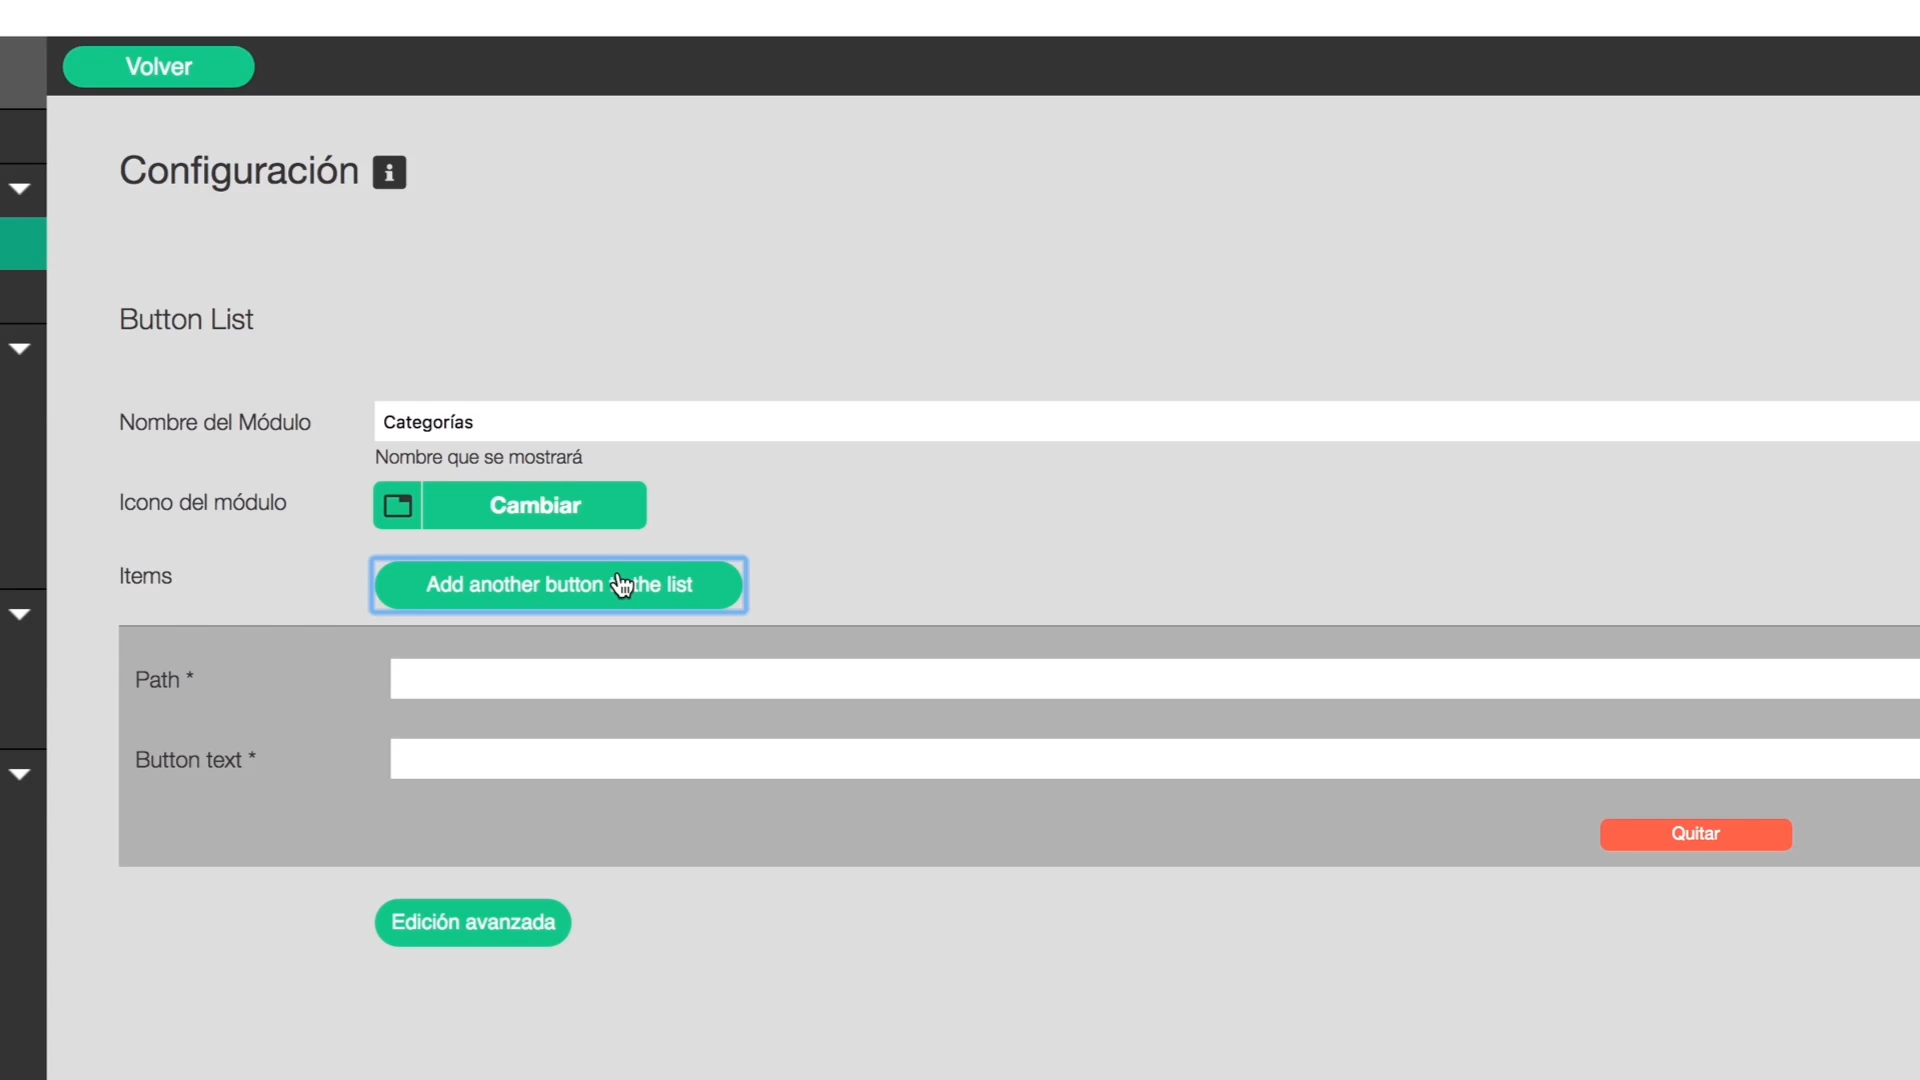 Volver
Configuración
Button List
Nombre del Módulo
Categorías
Nombre que se mostrará
Icono del módulo
Cambiar
Items
Add another button the list
Path *
Button text *
Quitar
Edición avanzada